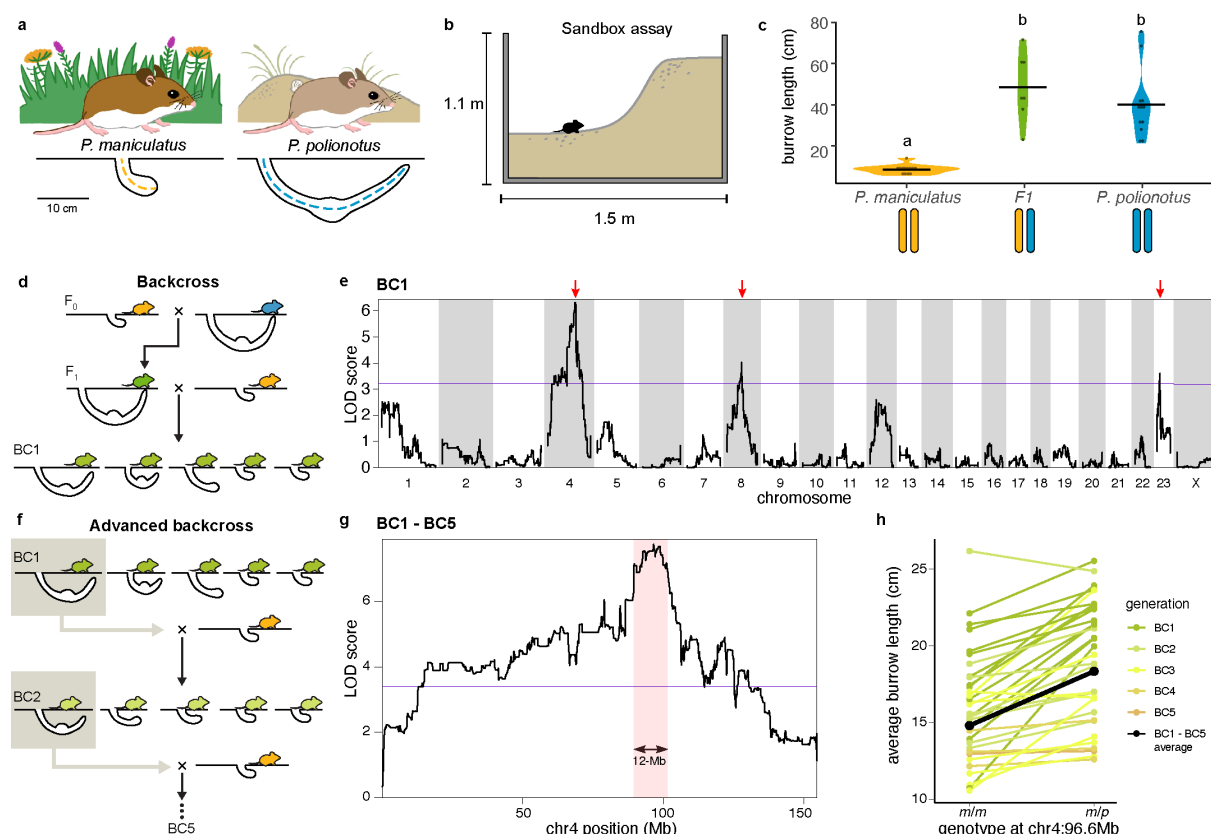 a
P. maniculatus
P. polionotus
10 cm
b
Sandbox assay
1.1 m
1.5 m
c
burrow length (cm)
80
60
40
20
a
b
b
P. maniculatus
F1
P. polionotus
d
Backcross
F0
×
F1
×
BC1
e
BC1
LOD score
6
5
4
3
2
1
0
1
2
3
4
5
6
7
8
9
10
11
12
13
14
15
16
17
18
19
20
21
22
23
X
chromosome
f
Advanced backcross
BC1
×
BC2
×
BC5
g
BC1 - BC5
LOD score
6
4
2
0
12-Mb
50
100
150
chr4 position (Mb)
h
average burrow length (cm)
25
20
15
10
m/m
m/p
genotype at chr4:96.6Mb
generation
BC1
BC2
BC3
BC4
BC5
BC1 - BC5
average